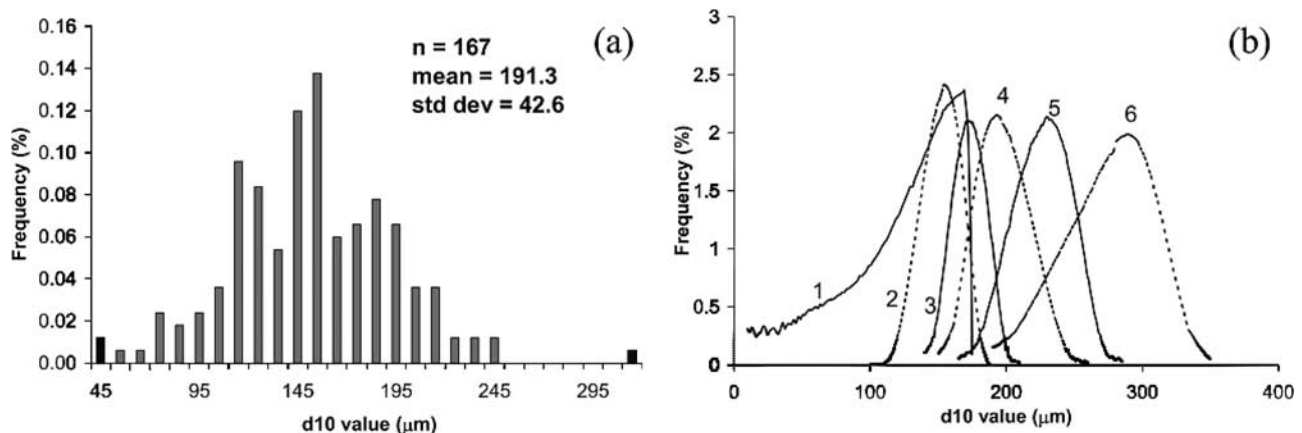 (a)
n = 167
mean = 191.3
std dev = 42.6
Frequency (%)
0.16
0.14
0.12
0.10
0.08
0.06
0.04
0.02
0.00
45 95 145 195 245 295
d10 value (μm)
(b)
Frequency (%)
3
2.5
2
1.5
1
0.5
0
1 2 3 4 5 6
0 100 200 300 400
d10 value (μm)